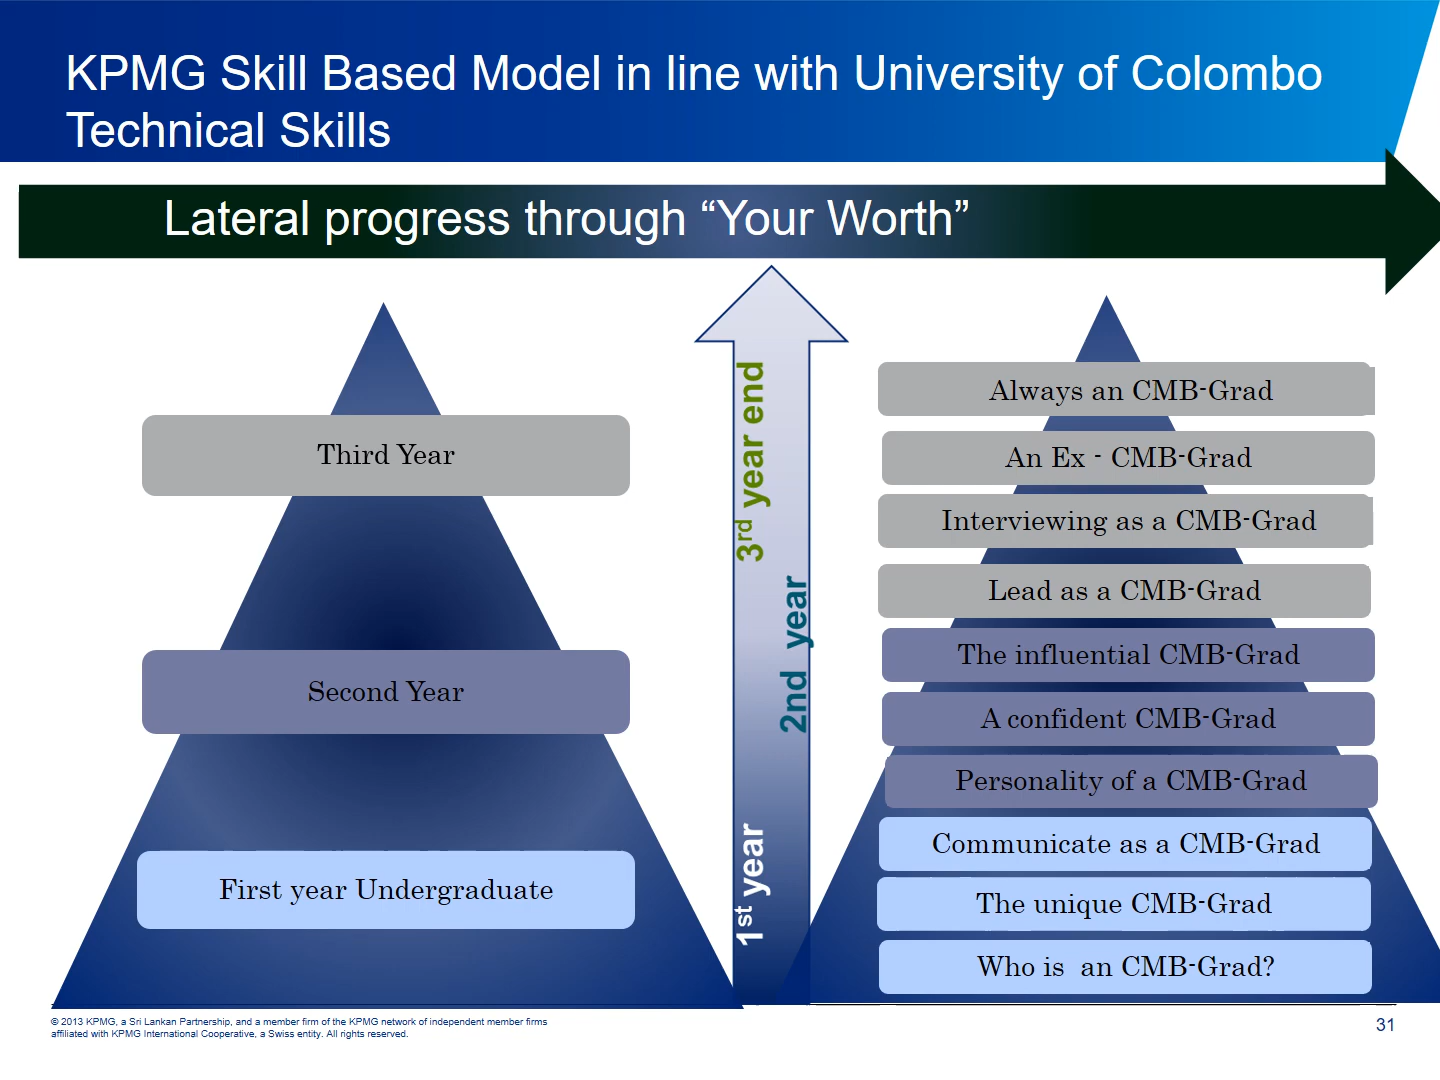 KPMG Skill Based Model in line with University of Colombo
Technical Skills
Lateral progress through “Your Worth”
Third Year
Second Year
First year Undergraduate
3rd year end
2nd  year
1st year
Always an CMB-Grad
An Ex - CMB-Grad
Interviewing as a CMB-Grad
Lead as a CMB-Grad
The influential CMB-Grad
A confident CMB-Grad
Personality of a CMB-Grad
Communicate as a CMB-Grad
The unique CMB-Grad
Who is  an CMB-Grad?
© 2013 KPMG, a Sri Lankan Partnership, and a member firm of the KPMG network of independent member firms
affiliated with KPMG International Cooperative, a Swiss entity. All rights reserved.
31